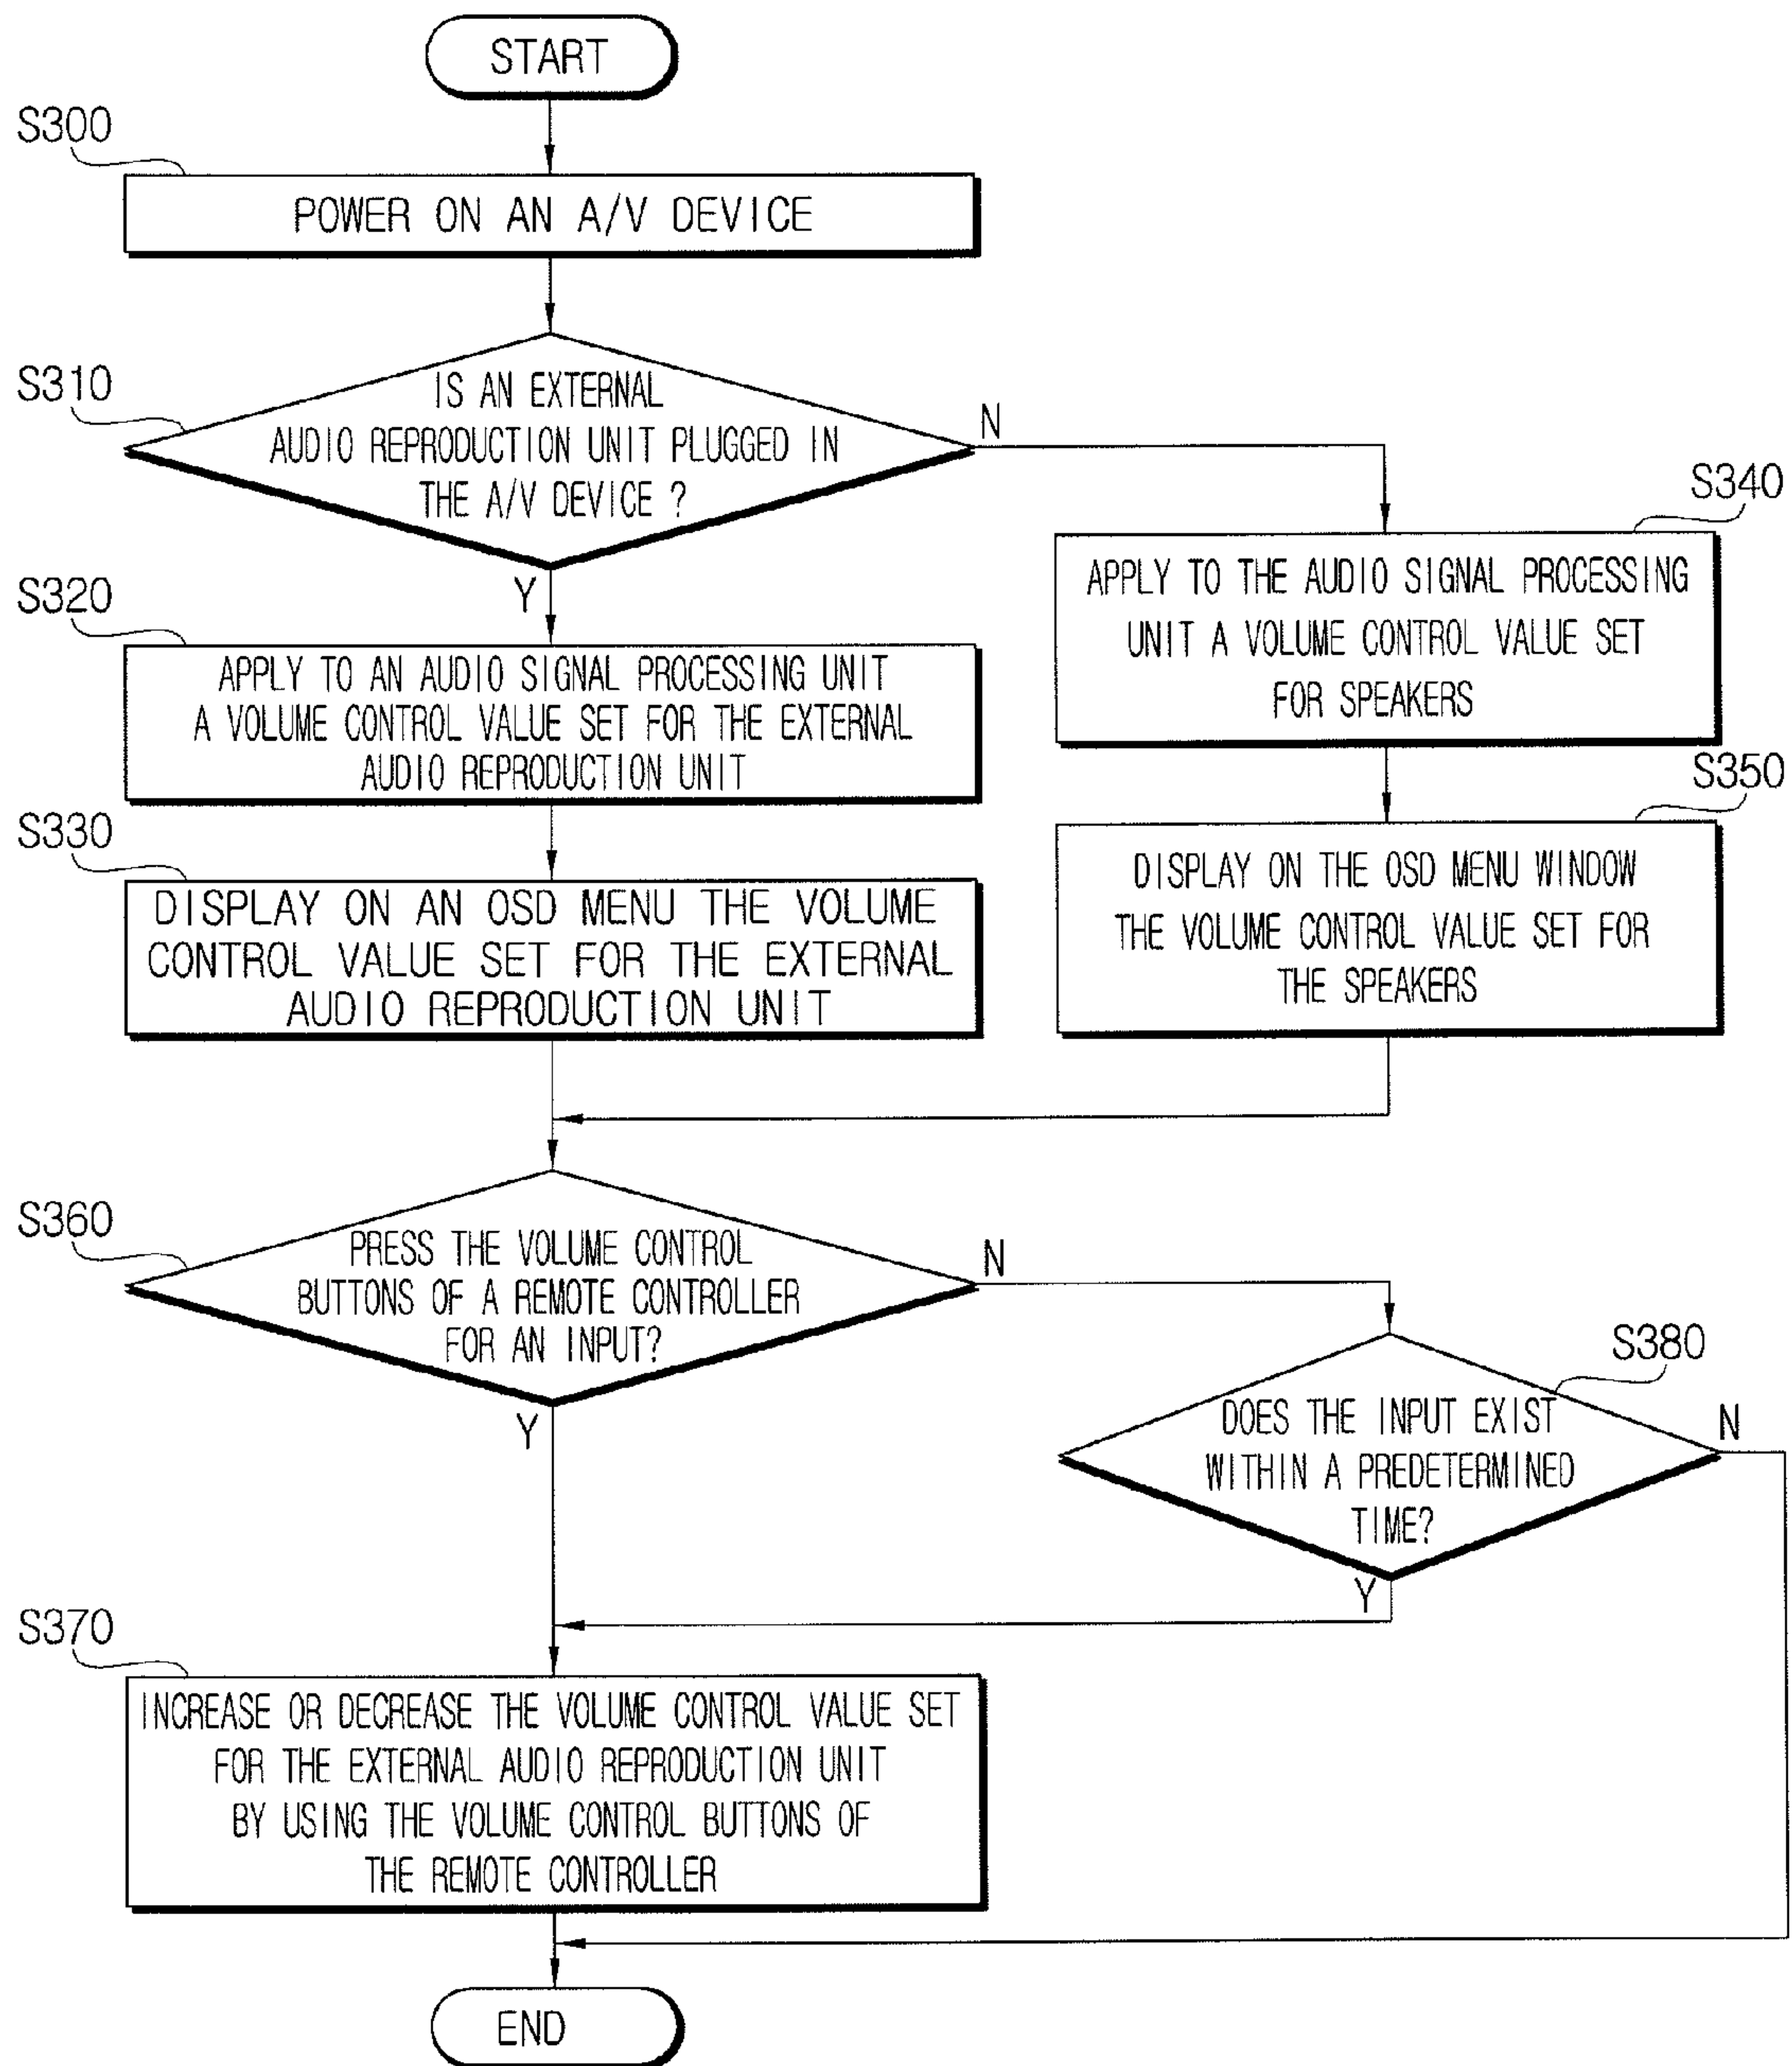 START
S300
POWER ON AN A/V DEVICE
S310
IS AN EXTERNAL
AUDIO REPRODUCTION UNIT PLUGGED IN
THE A/V DEVICE ?
N
Y
S320
APPLY TO AN AUDIO SIGNAL PROCESSING UNIT
A VOLUME CONTROL VALUE SET FOR THE EXTERNAL
AUDIO REPRODUCTION UNIT
S330
DISPLAY ON AN OSD MENU THE VOLUME
CONTROL VALUE SET FOR THE EXTERNAL
AUDIO REPRODUCTION UNIT
S340
APPLY TO THE AUDIO SIGNAL PROCESSING
UNIT A VOLUME CONTROL VALUE SET
FOR SPEAKERS
S350
DISPLAY ON THE OSD MENU WINDOW
THE VOLUME CONTROL VALUE SET FOR
THE SPEAKERS
S360
PRESS THE VOLUME CONTROL
BUTTONS OF A REMOTE CONTROLLER
FOR AN INPUT?
N
Y
S380
DOES THE INPUT EXIST
WITHIN A PREDETERMINED
TIME?
N
Y
S370
INCREASE OR DECREASE THE VOLUME CONTROL VALUE SET
FOR THE EXTERNAL AUDIO REPRODUCTION UNIT
BY USING THE VOLUME CONTROL BUTTONS OF
THE REMOTE CONTROLLER
END